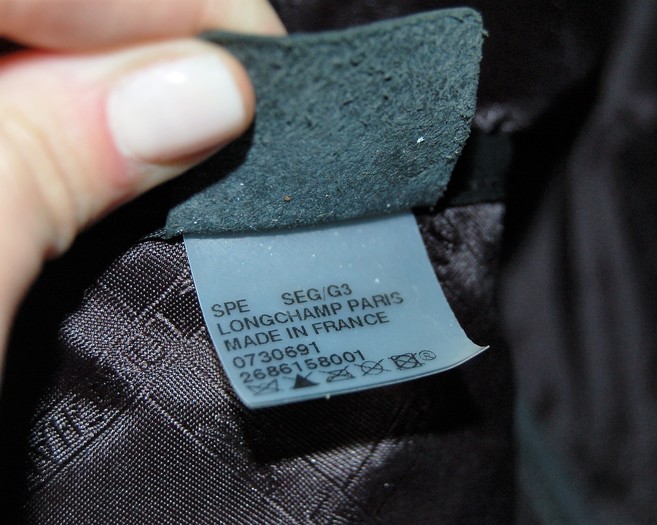 SPE SEG/G3
LONGCHAMP PARIS
MADE IN FRANCE
0730691
2686158001